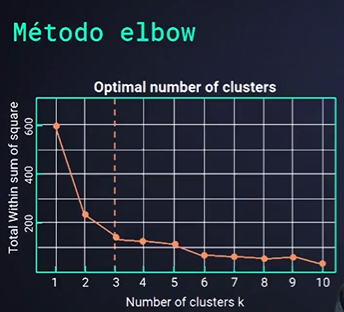 Método elbow
Optimal number of clusters
Total Within sum of square
600
400
200
1 2 3 4 5 6 7 8 9 10
Number of clusters k